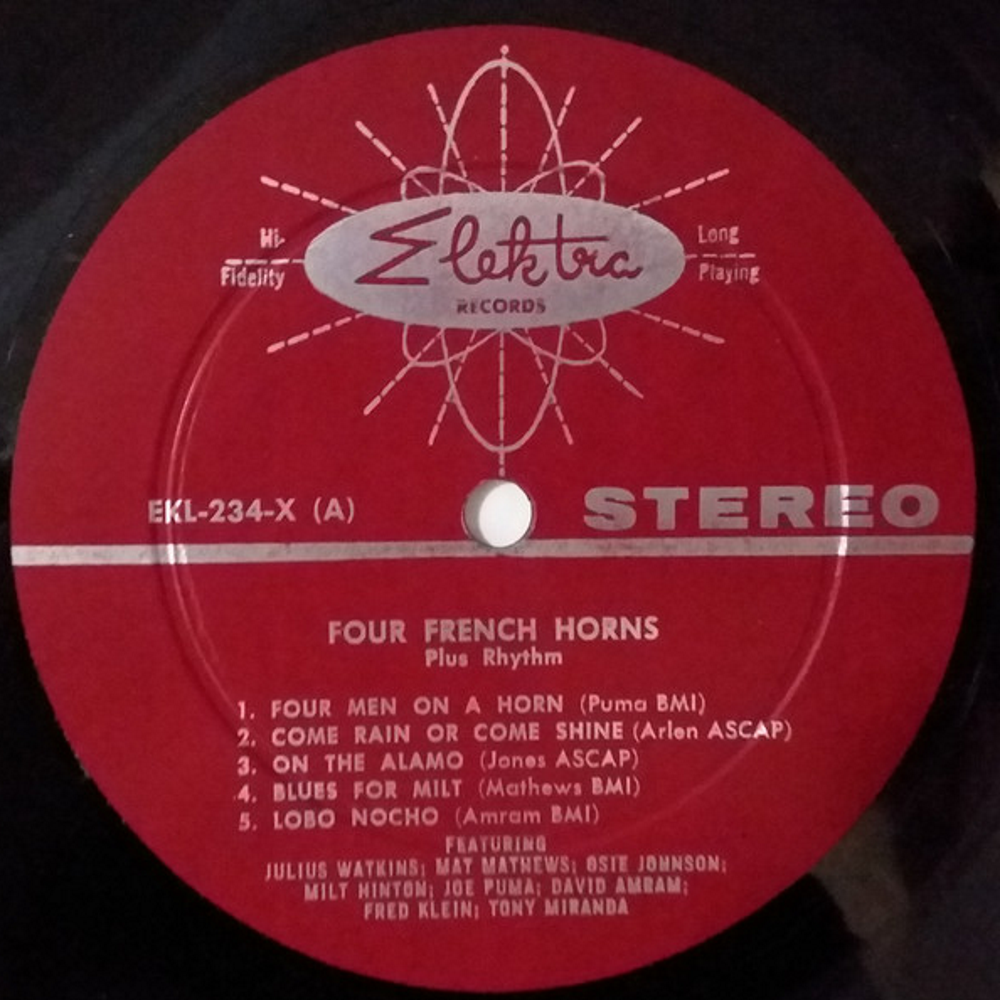 Elektra
RECORDS
Hi-
Fidelity
Long
Playing
EKL-234-X (A)
STEREO
FOUR FRENCH HORNS
Plus Rhythm
1. FOUR MEN ON A HORN (Puma BMI)
2. COME RAIN OR COME SHINE (Arlen ASCAP)
3. ON THE ALAMO (Jones ASCAP)
4. BLUES FOR MILT (Mathews BMI)
5. LOBO NOCHO (Amram BMI)
FEATURING
JULIUS WATKINS; MAT MATHEWS; OSIE JOHNSON;
MILT HINTON; JOE PUMA; DAVID AMRAM;
FRED KLEIN; TONY MIRANDA